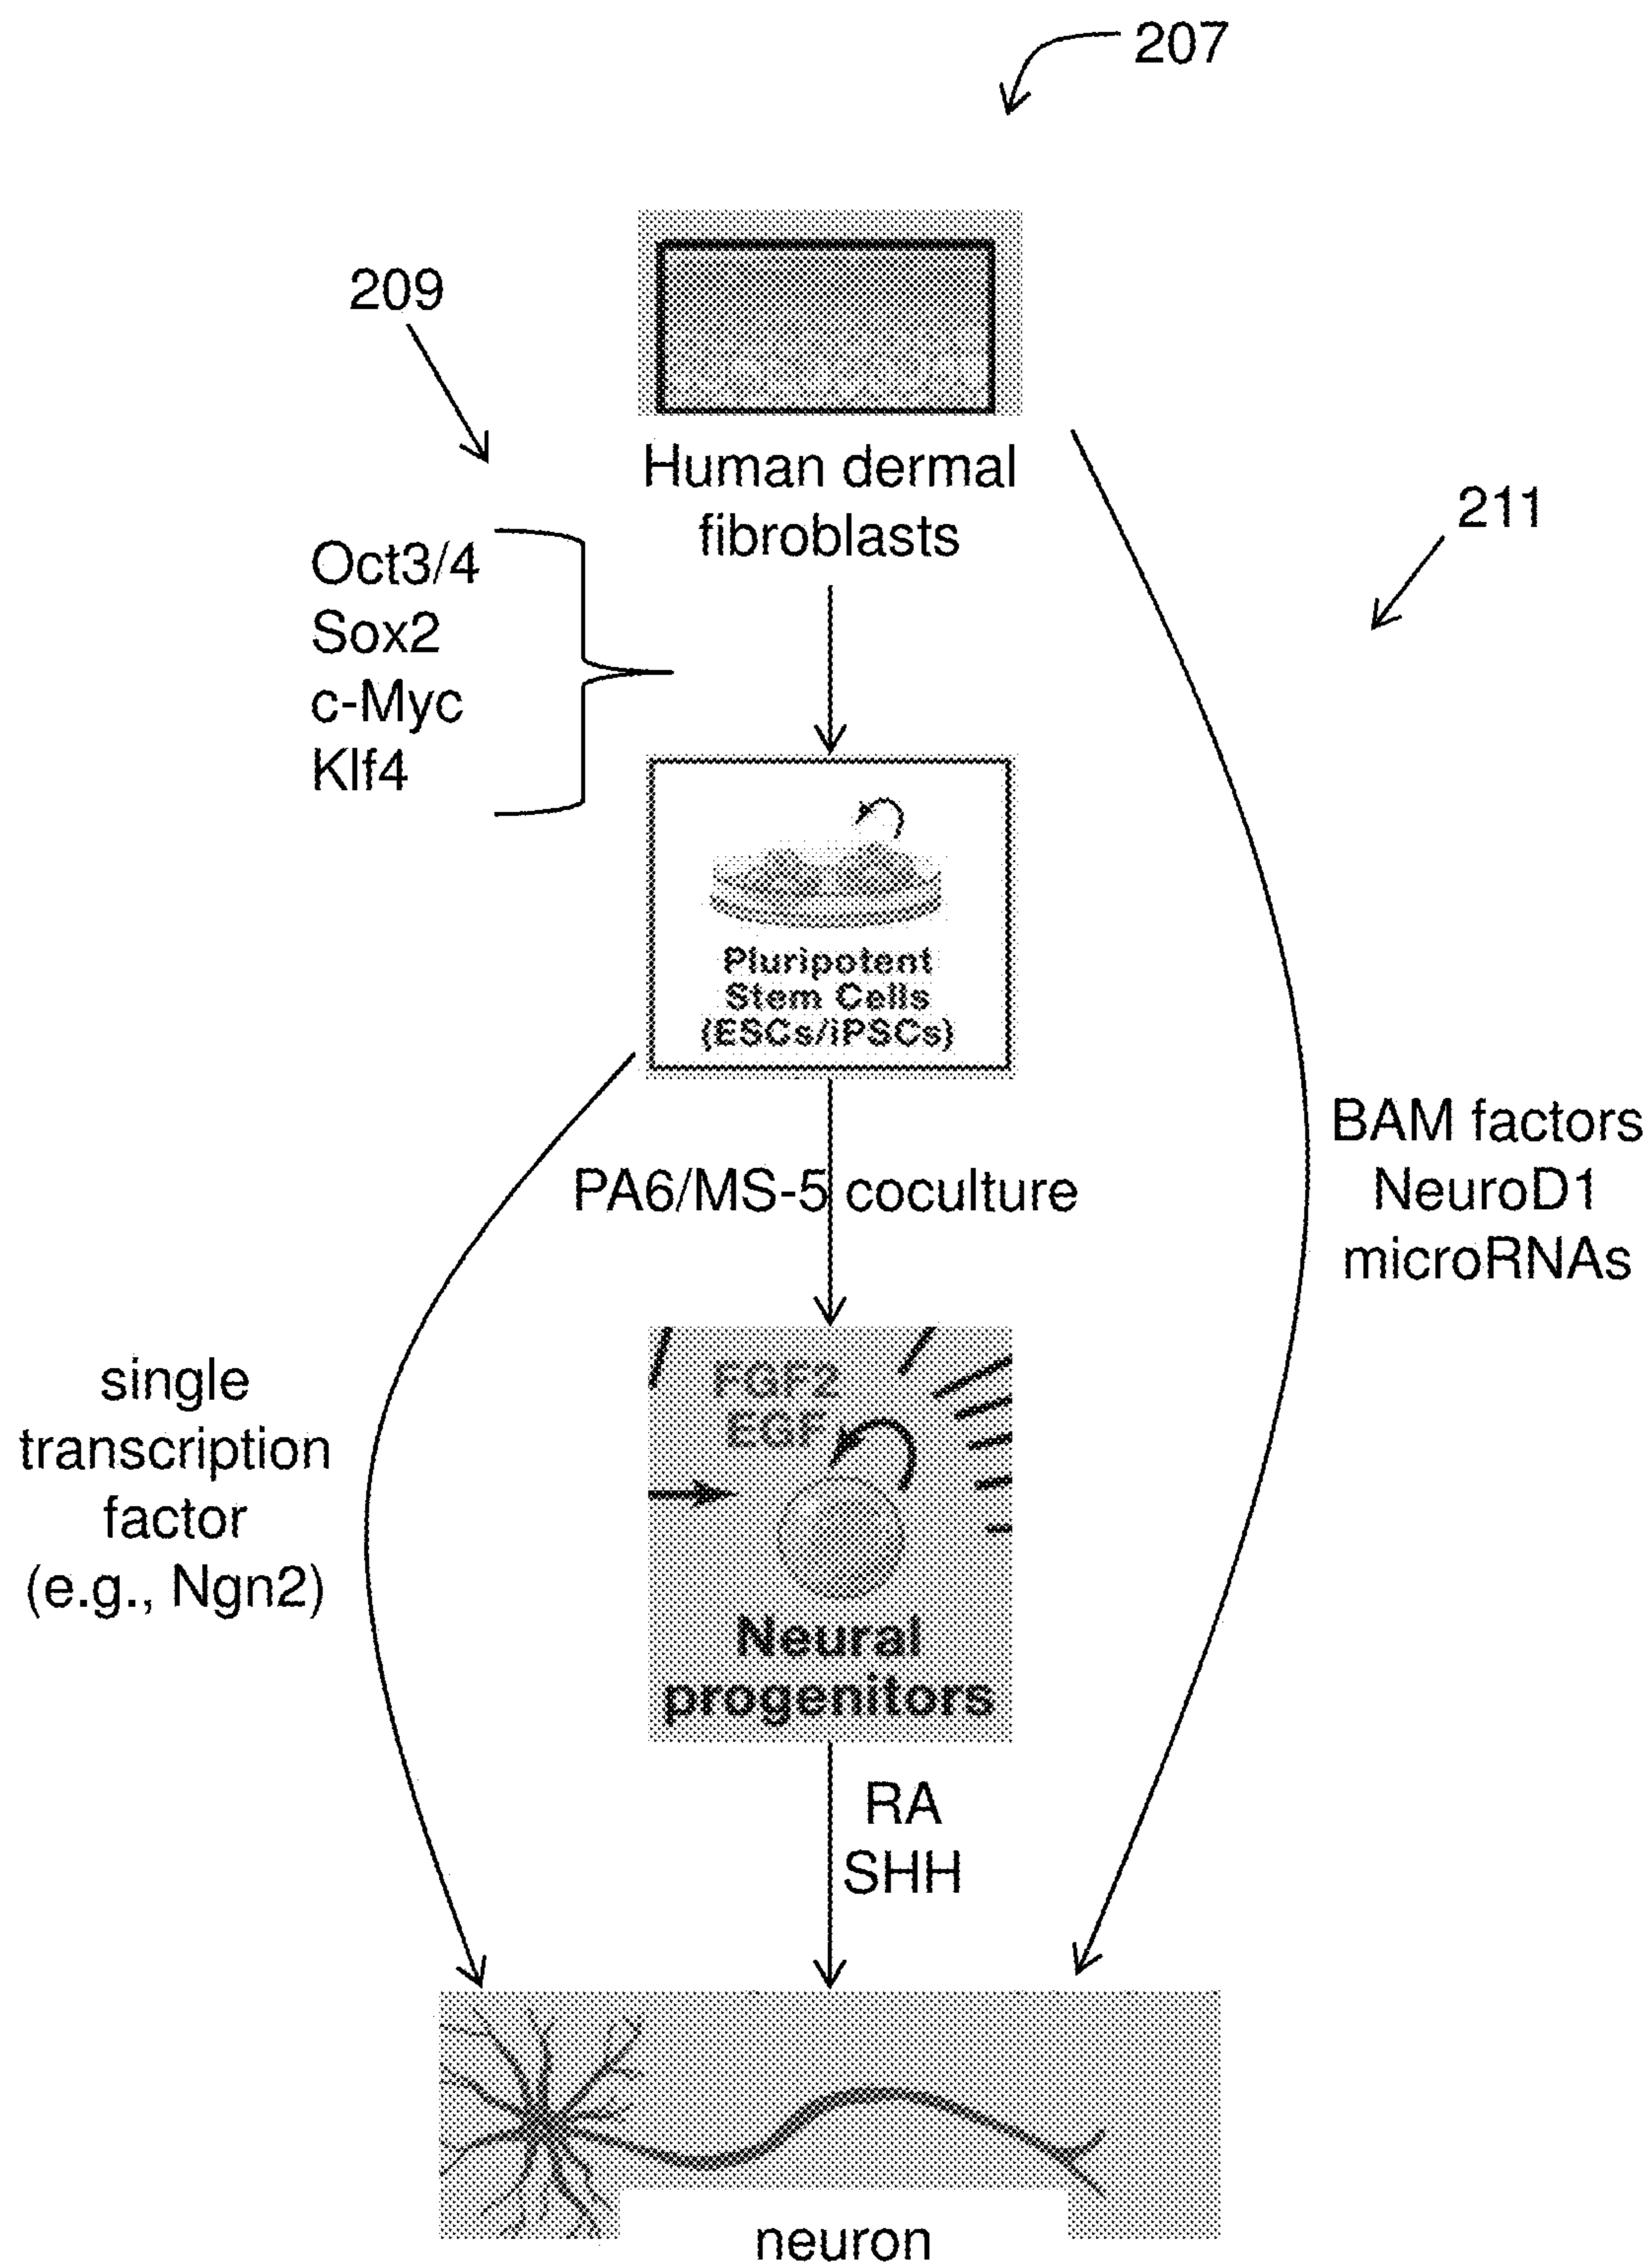 207
209
Human dermal
fibroblasts
211
Oct3/4
Sox2
c-Myc
Klf4
Pluripotent
Stem Cells
(ESCs/iPSCs)
PA6/MS-5 coculture
BAM factors
NeuroD1
microRNAs
single
transcription
factor
(e.g., Ngn2)
FGF2
EGF
Neural
progenitors
RA
SHH
neuron